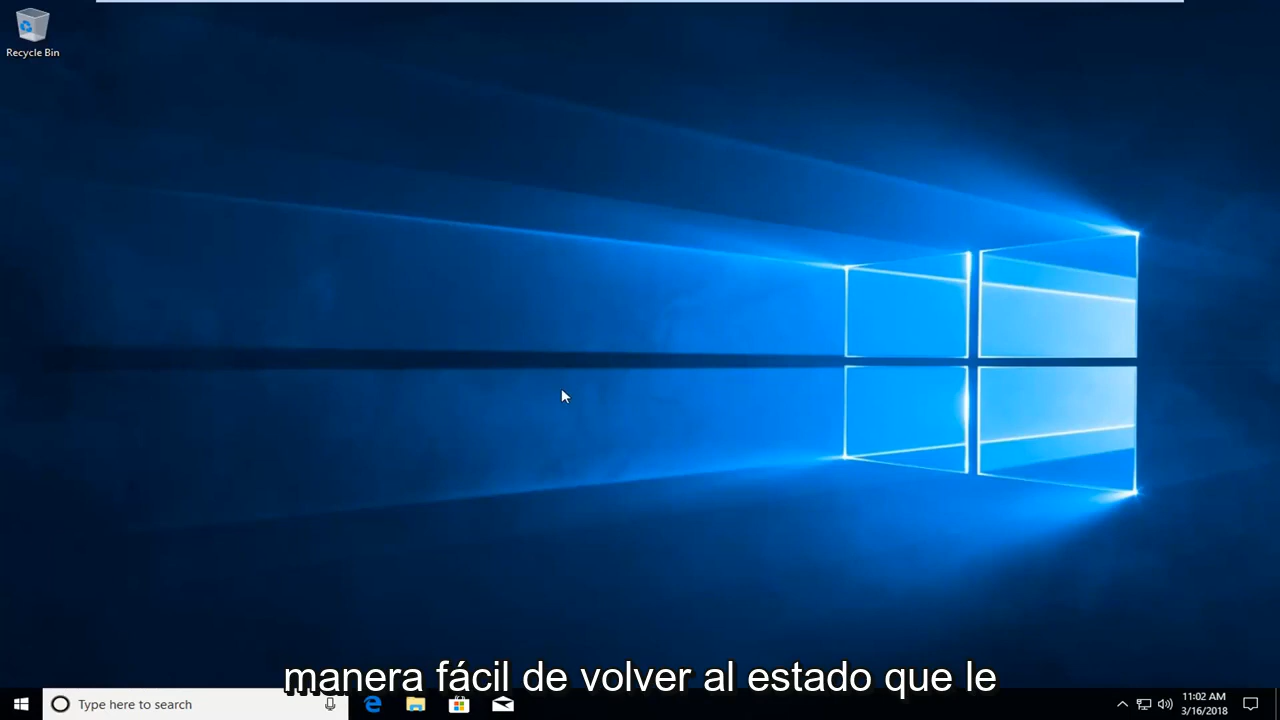 Recycle Bin
manera fácil de volver al estado que le
Type here to search
11:02 AM
3/16/2018